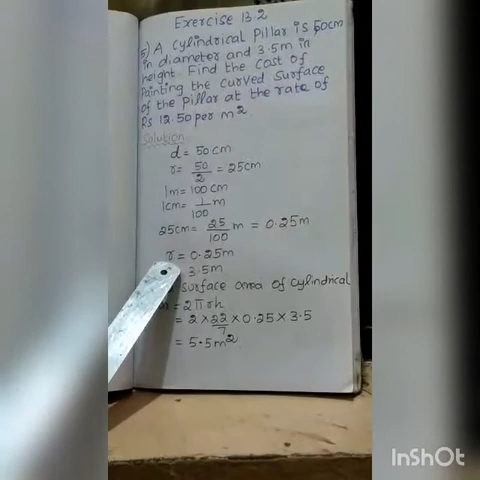 Exercise 13.2
5) A cylindrical Pillar is 50cm
in diameter and 3.5m in
height. Find the cost of
Painting the curved surface
of the pillar at the rate of
Rs 12.50 per m²
Solution
d = 50 cm
r = 50/2 = 25cm
1m = 100 cm
1cm = 1/100 m
25cm = 25/100 m = 0.25m
r = 0.25m
3.5m
surface area of cylindrical
= 2πrh
= 2 × 22/7 × 0.25 × 3.5
= 5.5m²
InShOt